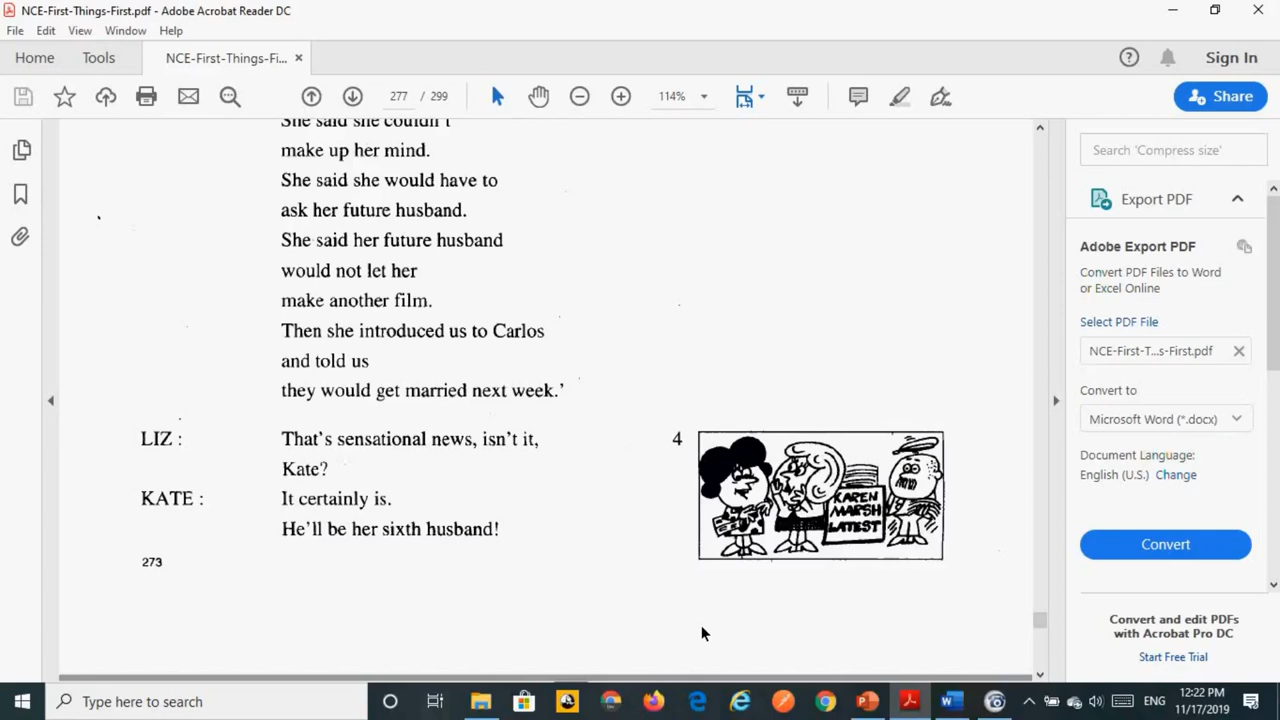 NCE-First-Things-First.pdf - Adobe Acrobat Reader DC
File Edit View Window Help
Home Tools NCE-First-Things-Fi... × Sign In
277 / 299 114% Share
She said she couldn't
make up her mind.
She said she would have to
ask her future husband.
She said her future husband
would not let her
make another film.
Then she introduced us to Carlos
and told us
they would get married next week.'
LIZ : That's sensational news, isn't it, 4
Kate?
KATE : It certainly is.
He'll be her sixth husband!
273
KAREN
MARSH
LATEST
Search 'Compress size'
Export PDF
Adobe Export PDF
Convert PDF Files to Word
or Excel Online
Select PDF File
NCE-First-T...s-First.pdf ×
Convert to
Microsoft Word (*.docx)
Document Language:
English (U.S.) Change
Convert
Convert and edit PDFs
with Acrobat Pro DC
Start Free Trial
Type here to search
ENG
12:22 PM
11/17/2019